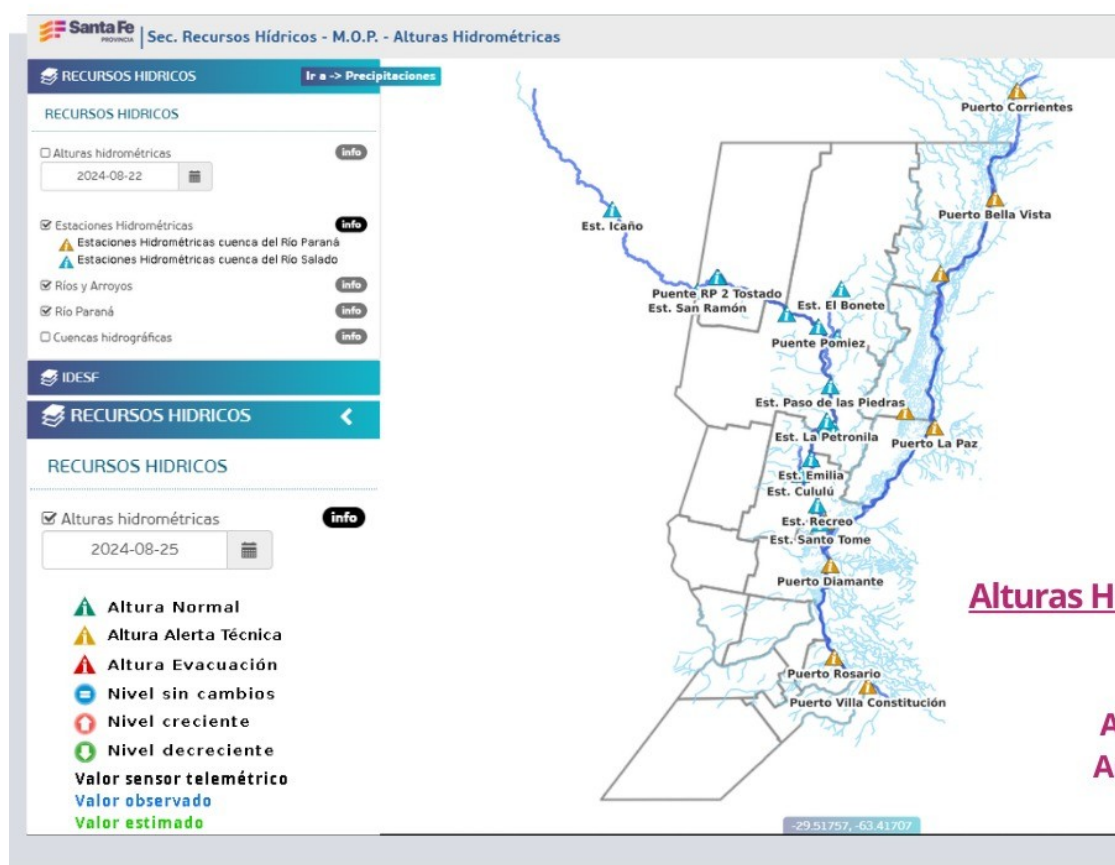 Santa Fe
PROVINCIA
Sec. Recursos Hídricos - M.O.P. - Alturas Hidrométricas
RECURSOS HIDRICOS
Ir a -> Precipitaciones
RECURSOS HIDRICOS
Alturas hidrométricas
info
2024-08-22
Estaciones Hidrométricas
info
Estaciones Hidrométricas cuenca del Río Paraná
Estaciones Hidrométricas cuenca del Río Salado
Ríos y Arroyos
info
Río Paraná
info
Cuencas hidrográficas
info
IDESF
RECURSOS HIDRICOS
RECURSOS HIDRICOS
Alturas hidrométricas
info
2024-08-25
Altura Normal
Altura Alerta Técnica
Altura Evacuación
Nivel sin cambios
Nivel creciente
Nivel decreciente
Valor sensor telemétrico
Valor observado
Valor estimado
Puerto Corrientes
Puerto Bella Vista
Est. Icaño
Puente RP 2 Tostado
Est. San Ramón
Est. El Bonete
Puente Pomiez
Est. Paso de las Piedras
Est. La Petronila
Puerto La Paz
Est. Emilia
Est. Cululú
Est. Recreo
Est. Santo Tome
Puerto Diamante
Puerto Rosario
Puerto Villa Constitución
-29.51757, -63.41707
Alturas H
A
A